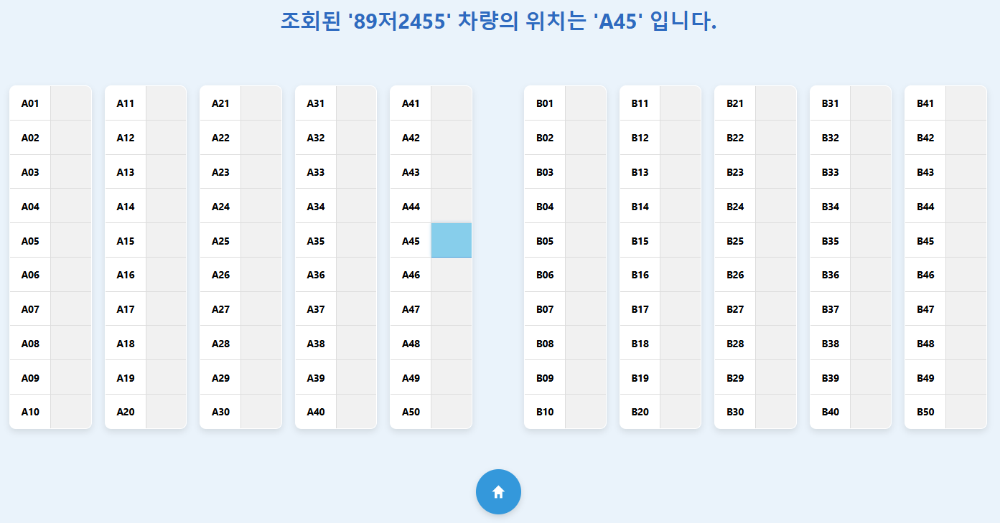 조회된 '89저2455' 차량의 위치는 'A45' 입니다.
A01 A11 A21 A31 A41 B01 B11 B21 B31 B41
A02 A12 A22 A32 A42 B02 B12 B22 B32 B42
A03 A13 A23 A33 A43 B03 B13 B23 B33 B43
A04 A14 A24 A34 A44 B04 B14 B24 B34 B44
A05 A15 A25 A35 A45 B05 B15 B25 B35 B45
A06 A16 A26 A36 A46 B06 B16 B26 B36 B46
A07 A17 A27 A37 A47 B07 B17 B27 B37 B47
A08 A18 A28 A38 A48 B08 B18 B28 B38 B48
A09 A19 A29 A39 A49 B09 B19 B29 B39 B49
A10 A20 A30 A40 A50 B10 B20 B30 B40 B50